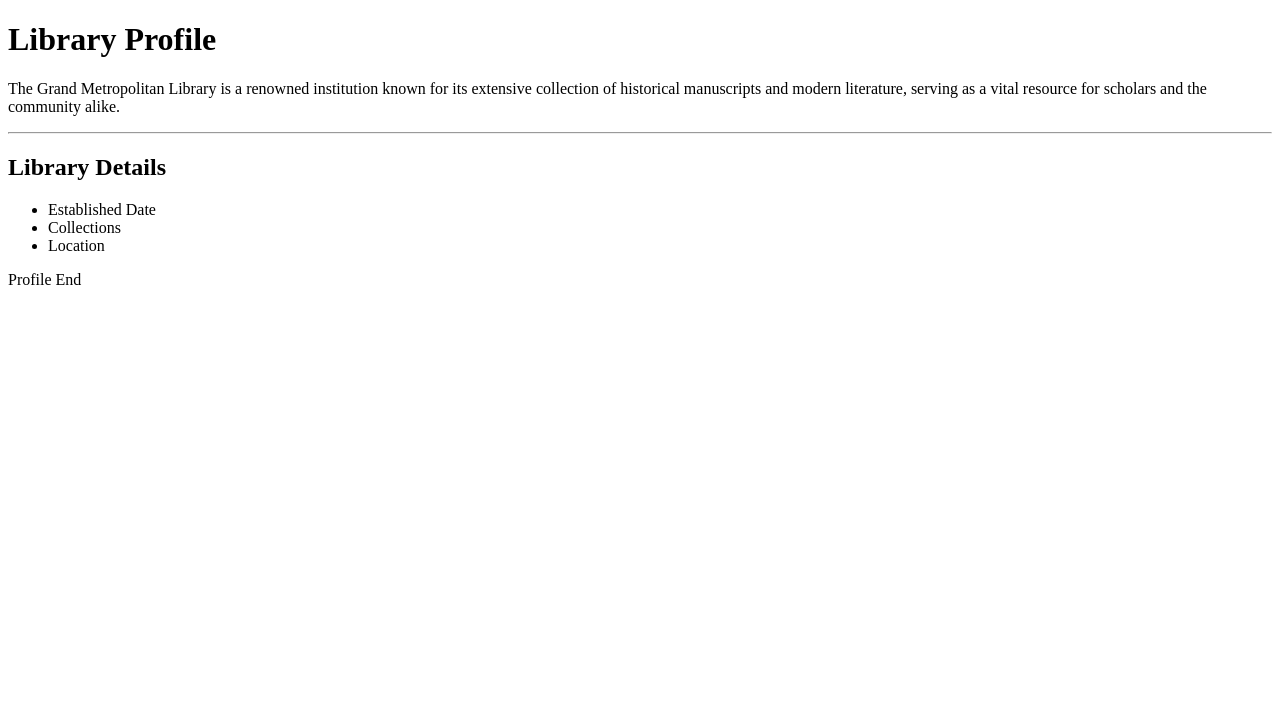 Library Profile
The Grand Metropolitan Library is a renowned institution known for its extensive collection of historical manuscripts and modern literature, serving as a vital resource for scholars and the
community alike.
Library Details
Established Date
Collections
Location
Profile End